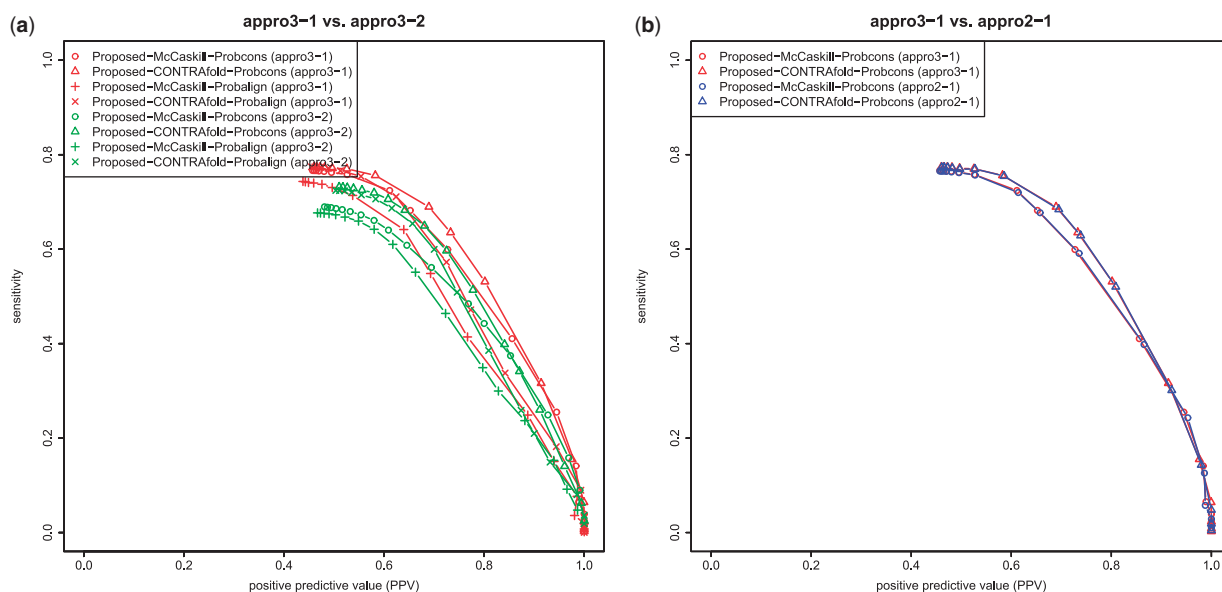 (a)
appro3−1 vs. appro3−2
1.0
0.8
0.6
0.4
0.2
0.0
sensitivity
Proposed−McCaskill−Probcons (appro3−1)
Proposed−CONTRAfold−Probcons (appro3−1)
Proposed−McCaskill−Probalign (appro3−1)
Proposed−CONTRAfold−Probalign (appro3−1)
Proposed−McCaskill−Probcons (appro3−2)
Proposed−CONTRAfold−Probcons (appro3−2)
Proposed−McCaskill−Probalign (appro3−2)
Proposed−CONTRAfold−Probalign (appro3−2)
0.0 0.2 0.4 0.6 0.8 1.0
positive predictive value (PPV)
(b)
appro3−1 vs. appro2−1
1.0
0.8
0.6
0.4
0.2
0.0
sensitivity
Proposed−McCaskill−Probcons (appro3−1)
Proposed−CONTRAfold−Probcons (appro3−1)
Proposed−McCaskill−Probcons (appro2−1)
Proposed−CONTRAfold−Probcons (appro2−1)
0.0 0.2 0.4 0.6 0.8 1.0
positive predictive value (PPV)